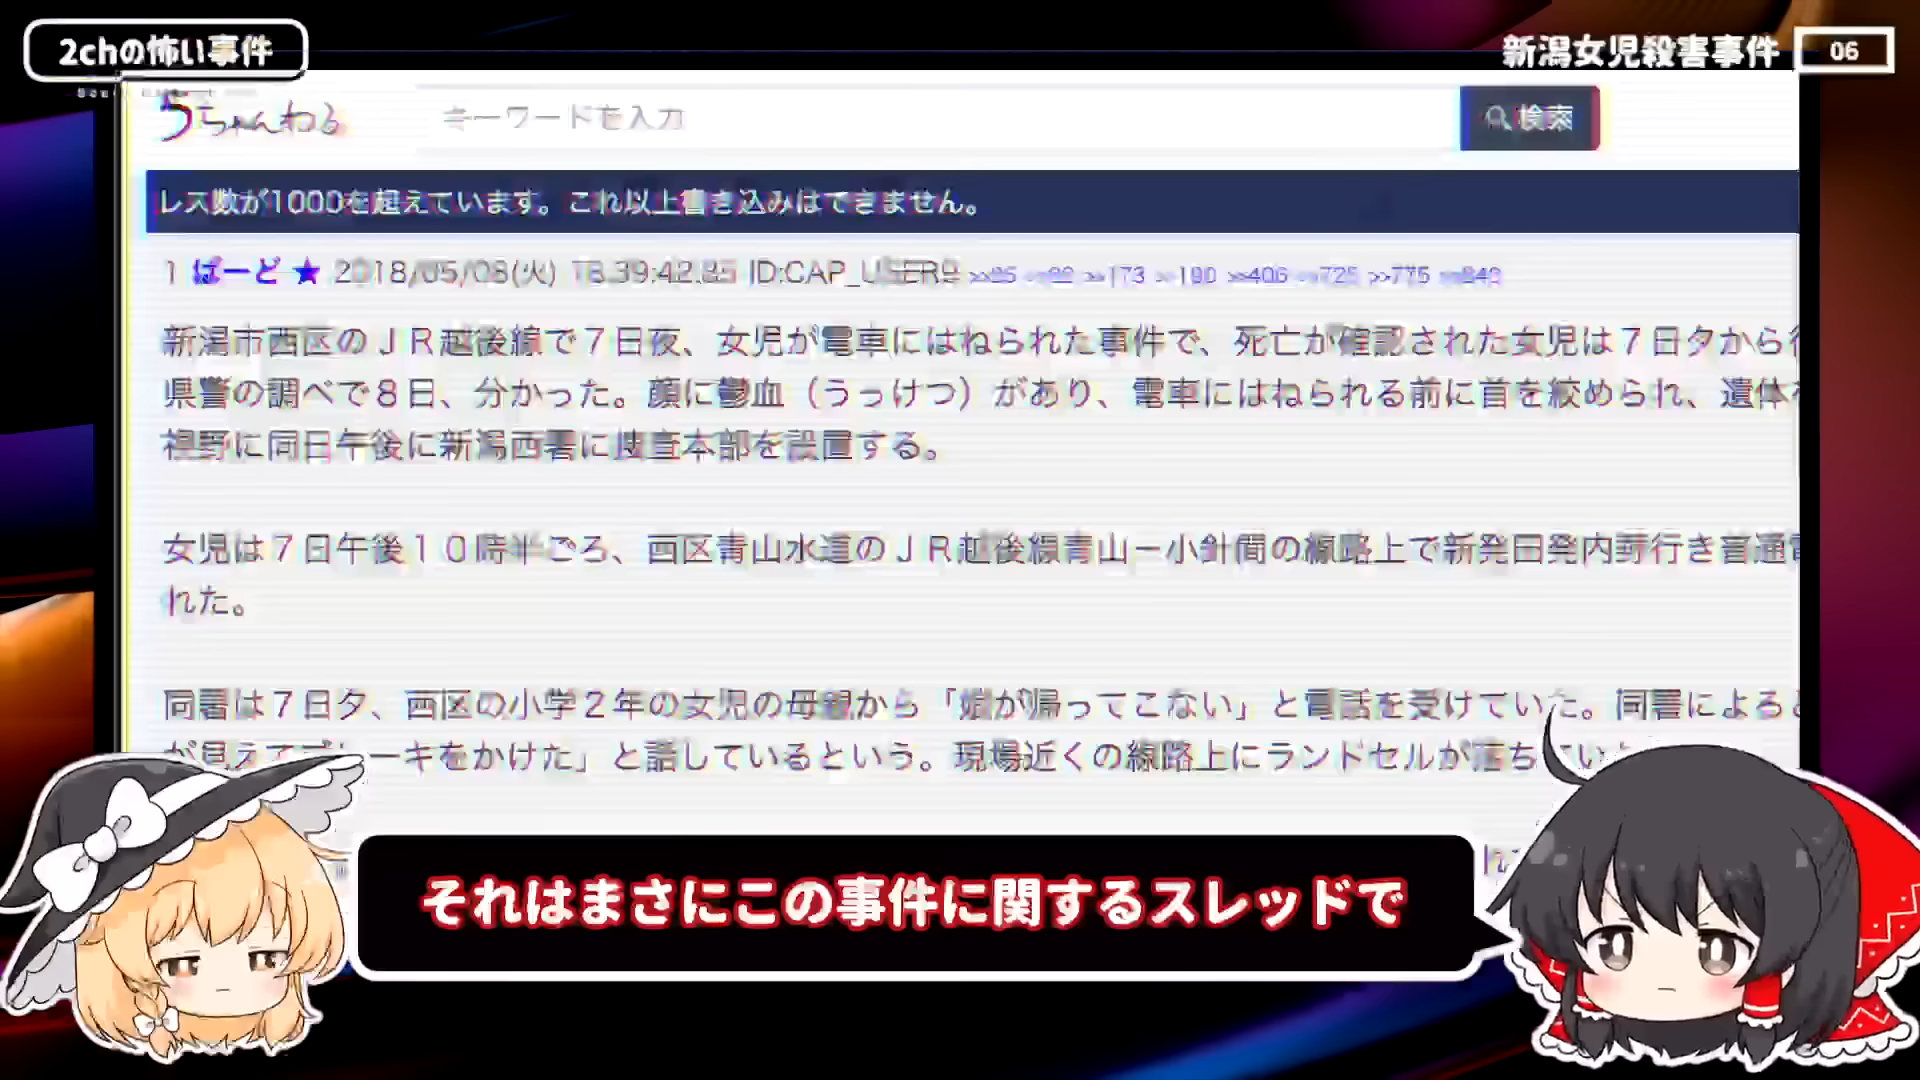 2chの怖い事件
新潟女児殺害事件 06
5ちゃんねる
キーワードを入力
検索
レス数が1000を超えています。これ以上書き込みはできません。
1 ばーど ★ 2018/05/08(火) ID:CAP_USER9 >>173 >>190 >>406 >>725 >>775 >>843
新潟市西区のＪＲ越後線で７日夜、女児が電車にはねられた事件で、死亡が確認された女児は７日夕から
県警の調べで８日、分かった。顔に鬱血（うっけつ）があり、電車にはねられる前に首を絞められ、遺体
視野に同日午後に新潟西署に捜査本部を設置する。
女児は７日午後１０時半ごろ、西区青山水道のＪＲ越後線青山－小針間の線路上で新発田発内野行き普通
れた。
同署は７日夕、西区の小学２年の女児の母親から「娘が帰ってこない」と電話を受けていた。同署によると
が見えてブレーキをかけた」と話しているという。現場近くの線路上にランドセルが落ち
それはまさにこの事件に関するスレッドで